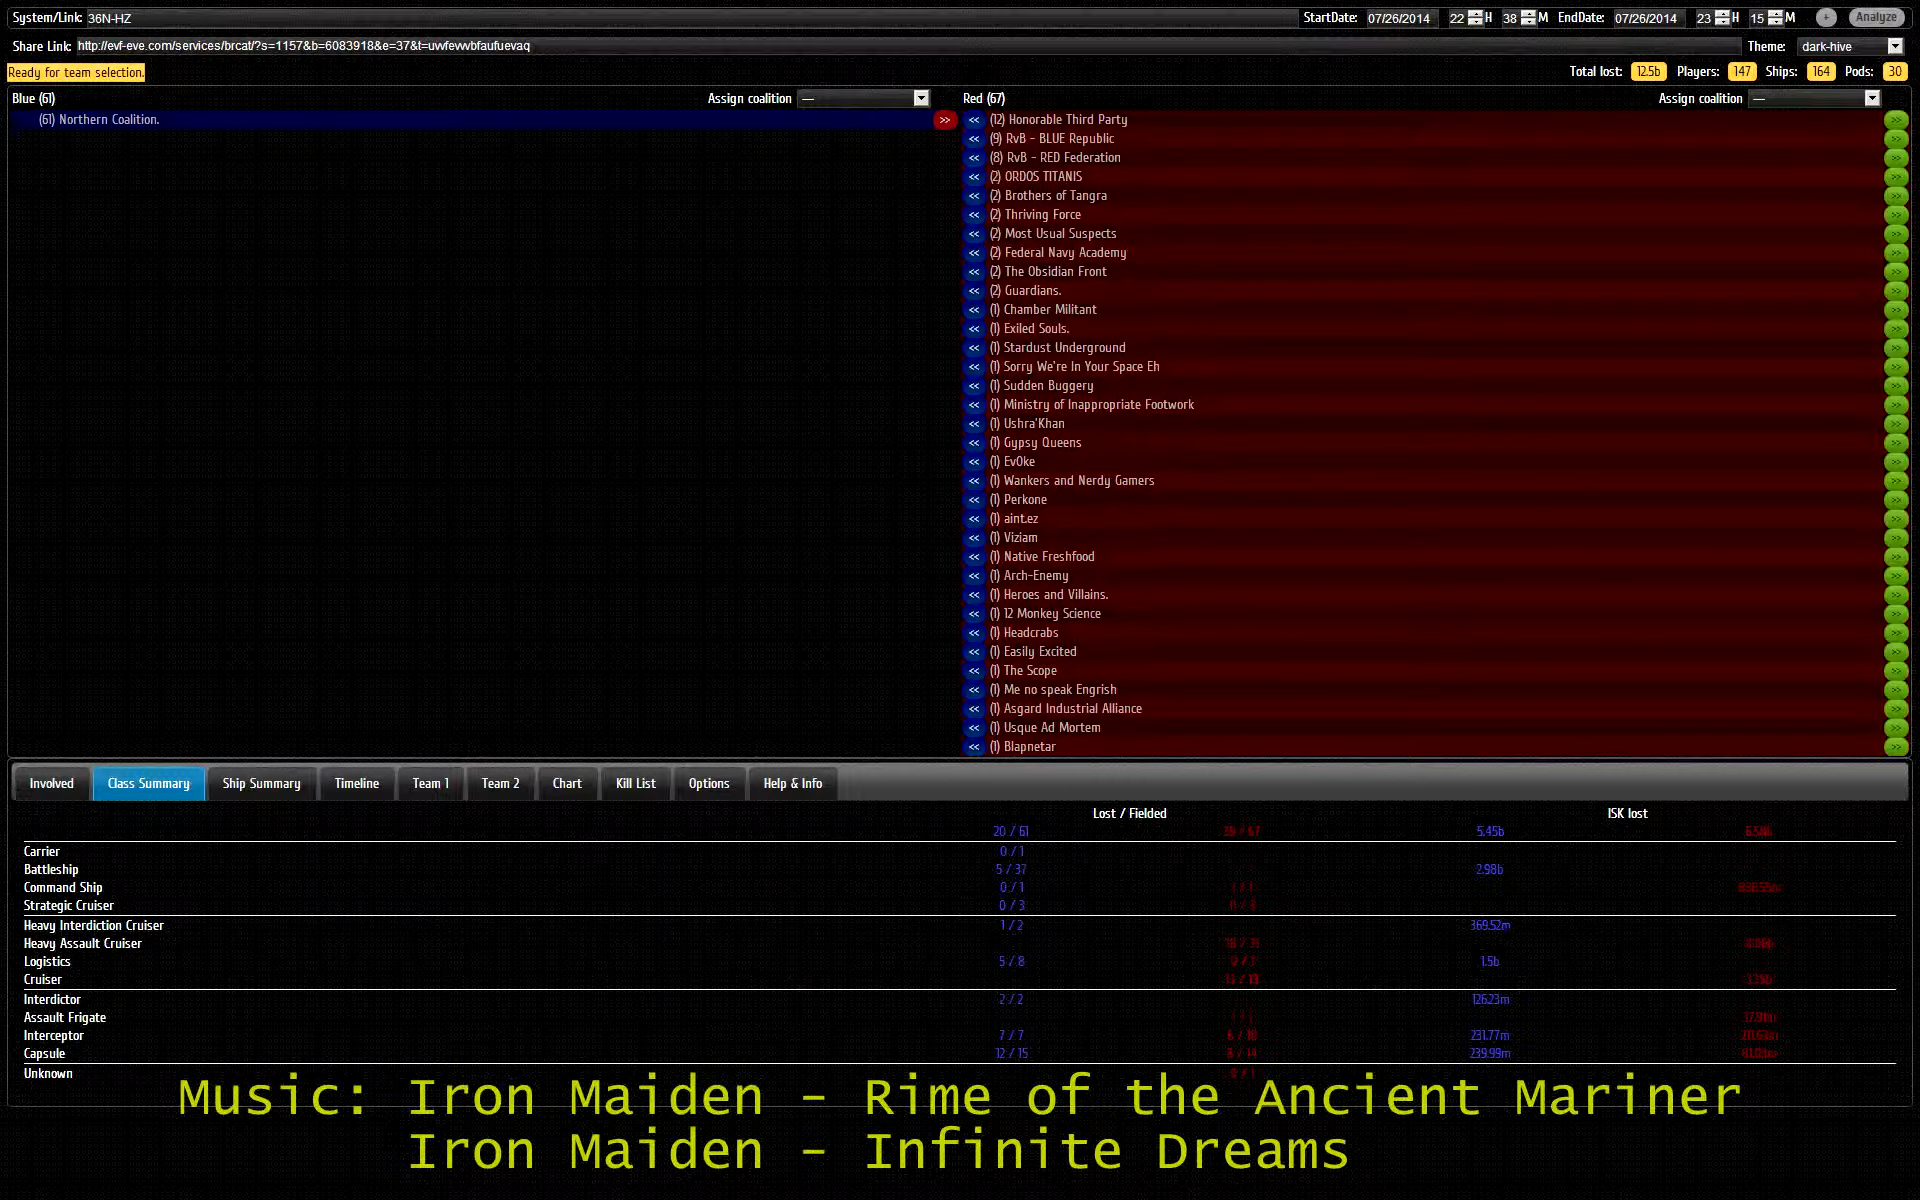 System/Link: 36N-HZ StartDate: 07/26/2014 22 H 38 M EndDate: 07/26/2014 23 H 15 M + Analyze
Share Link: http://evf-eve.com/services/brcat/?s=1157&b=6083918&e=37&t=uvvfevvvbfaufuevaq Theme: dark-hive
Ready for team selection. Total lost: 12.5b Players: 147 Ships: 164 Pods: 30
Blue (61) Assign coalition — Red (67) Assign coalition —
(61) Northern Coalition. >> << (12) Honorable Third Party >>
<< (9) RvB - BLUE Republic >>
<< (8) RvB - RED Federation >>
<< (2) ORDOS TITANIS >>
<< (2) Brothers of Tangra >>
<< (2) Thriving Force >>
<< (2) Most Usual Suspects >>
<< (2) Federal Navy Academy >>
<< (2) The Obsidian Front >>
<< (2) Guardians. >>
<< (1) Chamber Militant >>
<< (1) Exiled Souls. >>
<< (1) Stardust Underground >>
<< (1) Sorry We're In Your Space Eh >>
<< (1) Sudden Buggery >>
<< (1) Ministry of Inappropriate Footwork >>
<< (1) Ushra'Khan >>
<< (1) Gypsy Queens >>
<< (1) Ev0ke >>
<< (1) Wankers and Nerdy Gamers >>
<< (1) Perkone >>
<< (1) aint.ez >>
<< (1) Viziam >>
<< (1) Native Freshfood >>
<< (1) Arch-Enemy >>
<< (1) Heroes and Villains. >>
<< (1) 12 Monkey Science >>
<< (1) Headcrabs >>
<< (1) Easily Excited >>
<< (1) The Scope >>
<< (1) Me no speak Engrish >>
<< (1) Asgard Industrial Alliance >>
<< (1) Usque Ad Mortem >>
<< (1) Blapnetar >>
Involved Class Summary Ship Summary Timeline Team 1 Team 2 Chart Kill List Options Help & Info
Lost / Fielded ISK lost
20 / 61 5.45b
Carrier 0 / 1
Battleship 5 / 37 2.98b
Command Ship 0 / 1
Strategic Cruiser 0 / 3
Heavy Interdiction Cruiser 1 / 2 369.52m
Heavy Assault Cruiser
Logistics 5 / 8 1.5b
Cruiser
Interdictor 2 / 2 126.23m
Assault Frigate
Interceptor 7 / 7 231.77m
Capsule 12 / 15 239.99m
Unknown
Music: Iron Maiden - Rime of the Ancient Mariner
Iron Maiden - Infinite Dreams